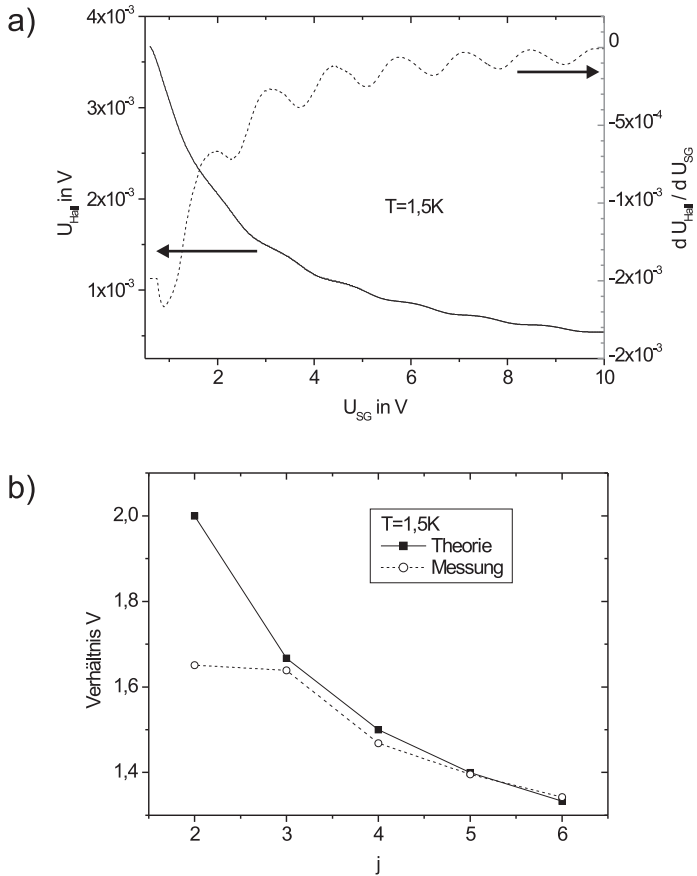 a)
4x10⁻³
3x10⁻³
2x10⁻³
1x10⁻³
U_Hall in V
0
-5x10⁻⁴
-1x10⁻³
-2x10⁻³
-2x10⁻³
d U_Hall / d U_SG
T=1,5K
2
4
6
8
10
U_SG in V
b)
2,0
1,8
1,6
1,4
Verhältnis V
T=1,5K
Theorie
Messung
2
3
4
5
6
j